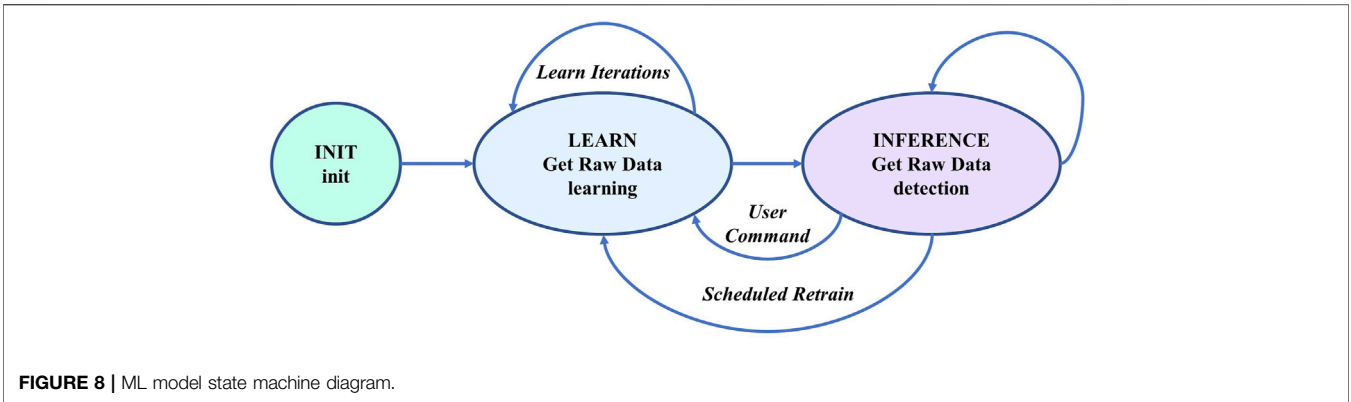 Learn Iterations
INIT
init
LEARN
Get Raw Data
learning
INFERENCE
Get Raw Data
detection
User
Command
Scheduled Retrain
FIGURE 8 | ML model state machine diagram.